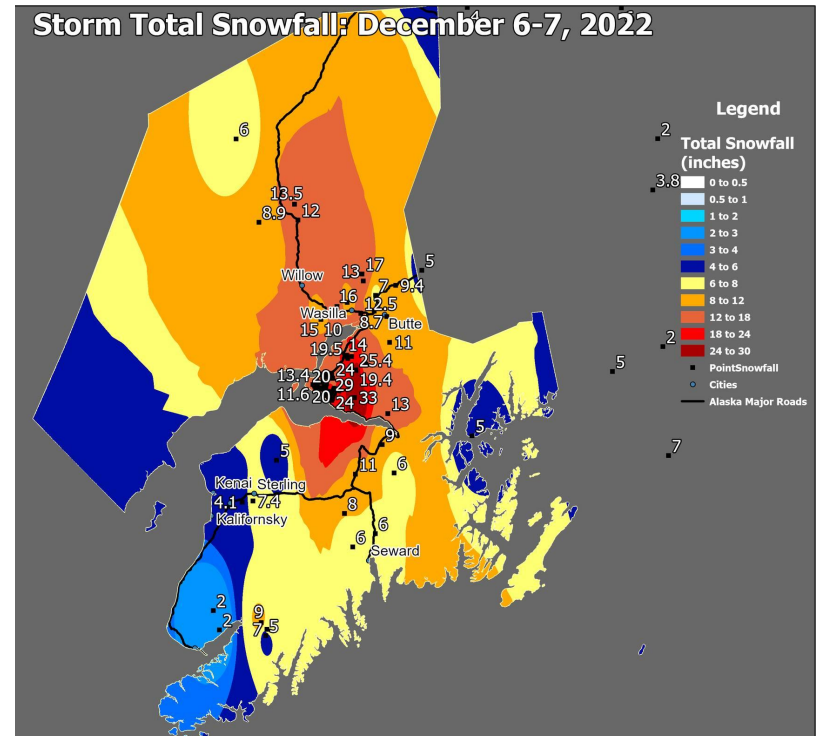 Storm Total Snowfall: December 6-7, 2022
4
Legend
Total Snowfall
(inches)
0 to 0.5
0.5 to 1
1 to 2
2 to 3
3 to 4
4 to 6
6 to 8
8 to 12
12 to 18
18 to 24
24 to 30
PointSnowfall
Cities
Alaska Major Roads
2
6
3.8
13.5
8.9
12
5
17
Willow
13
7
9.4
16
12.5
Wasilla
8.7
Butte
15
10
11
2
19.5
14
25.4
5
24
13.4
20
19.4
29
11.6
20
33
24
13
5
9
7
5
11
6
Kenai
Sterling
4.1
7.4
8
Kalifornsky
6
6
Seward
2
9
2
7
5